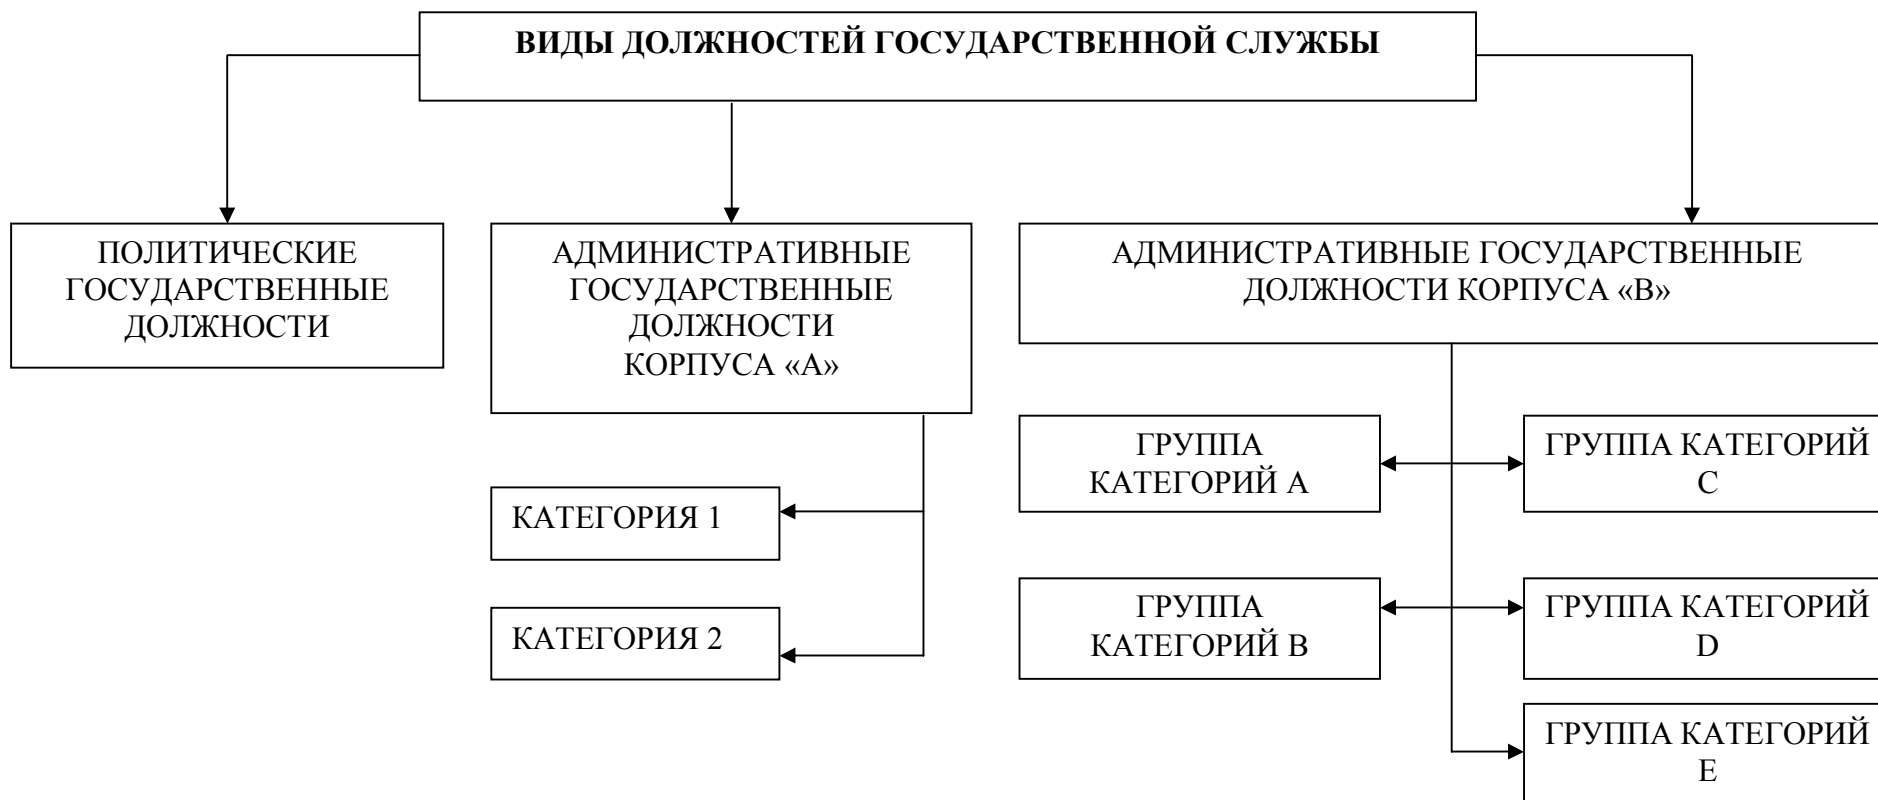 ВИДЫ ДОЛЖНОСТЕЙ ГОСУДАРСТВЕННОЙ СЛУЖБЫ
ПОЛИТИЧЕСКИЕ
ГОСУДАРСТВЕННЫЕ
ДОЛЖНОСТИ
АДМИНИСТРАТИВНЫЕ
ГОСУДАРСТВЕННЫЕ
ДОЛЖНОСТИ
КОРПУСА «А»
АДМИНИСТРАТИВНЫЕ ГОСУДАРСТВЕННЫЕ
ДОЛЖНОСТИ КОРПУСА «В»
КАТЕГОРИЯ 1
КАТЕГОРИЯ 2
ГРУППА
КАТЕГОРИЙ А
ГРУППА КАТЕГОРИЙ
С
ГРУППА
КАТЕГОРИЙ В
ГРУППА КАТЕГОРИЙ
D
ГРУППА КАТЕГОРИЙ
Е